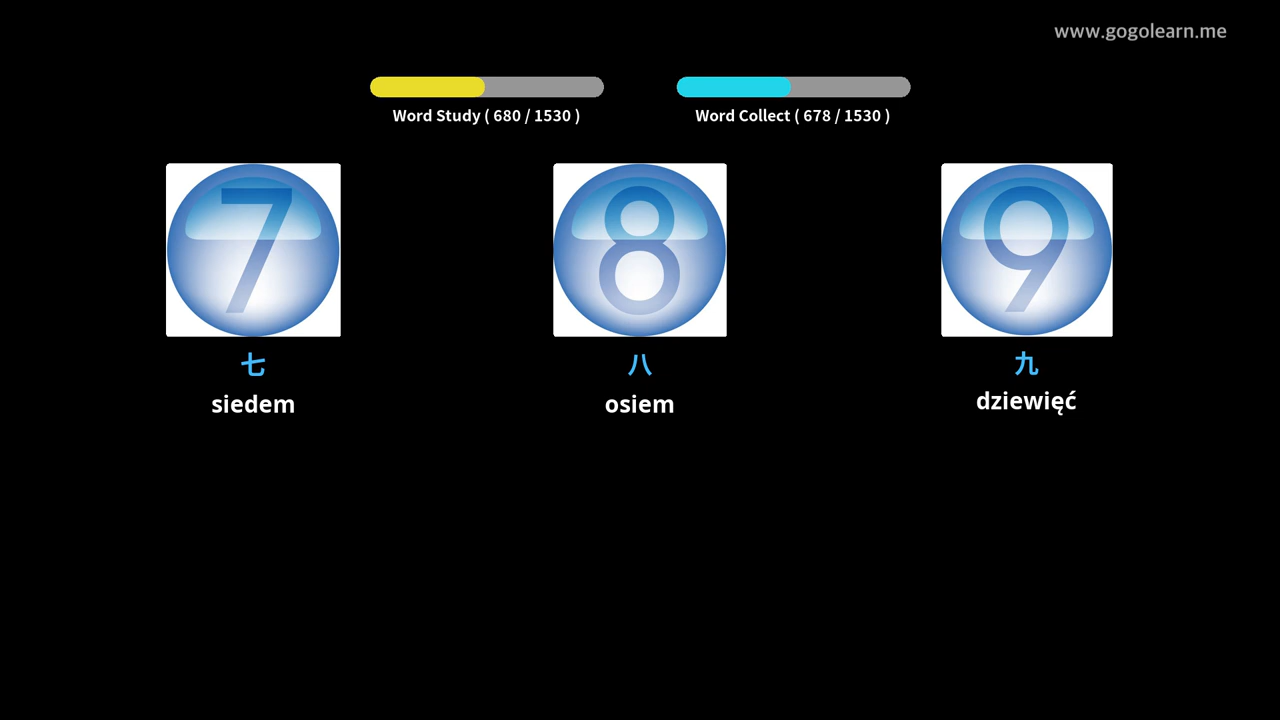 www.gogolearn.me
Word Study ( 680 / 1530 )
Word Collect ( 678 / 1530 )
7
8
9
七
八
九
siedem
osiem
dziewięć